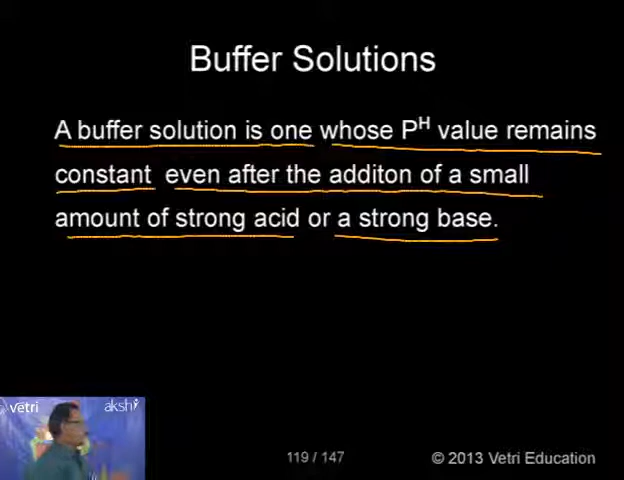 Buffer Solutions
A buffer solution is one whose Pᴴ value remains
constant even after the additon of a small
amount of strong acid or a strong base.
vetri akshi
119 / 147 © 2013 Vetri Education